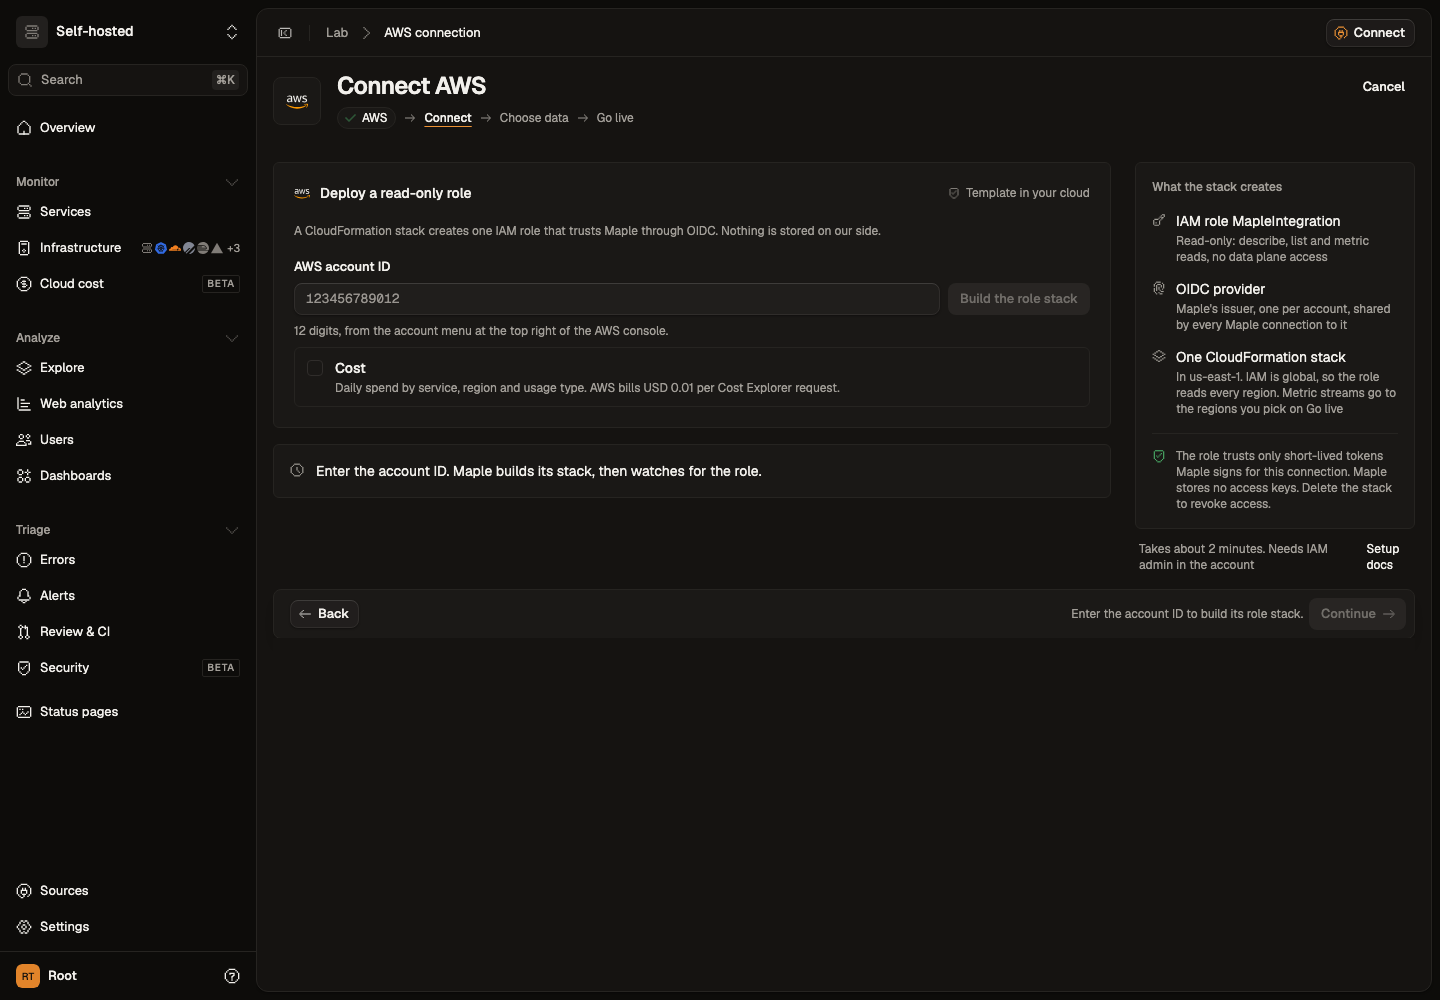 Self-hosted
Search ⌘K
Overview
Monitor
Services
Infrastructure +3
Cloud cost BETA
Analyze
Explore
Web analytics
Users
Dashboards
Triage
Errors
Alerts
Review & CI
Security BETA
Status pages
Sources
Settings
RT Root
Lab AWS connection
Connect
aws
Connect AWS
Cancel
AWS → Connect → Choose data → Go live
aws Deploy a read-only role
Template in your cloud
A CloudFormation stack creates one IAM role that trusts Maple through OIDC. Nothing is stored on our side.
AWS account ID
123456789012
Build the role stack
12 digits, from the account menu at the top right of the AWS console.
Cost
Daily spend by service, region and usage type. AWS bills USD 0.01 per Cost Explorer request.
Enter the account ID. Maple builds its stack, then watches for the role.
What the stack creates
IAM role MapleIntegration
Read-only: describe, list and metric
reads, no data plane access
OIDC provider
Maple's issuer, one per account, shared
by every Maple connection to it
One CloudFormation stack
In us-east-1. IAM is global, so the role
reads every region. Metric streams go to
the regions you pick on Go live
The role trusts only short-lived tokens
Maple signs for this connection. Maple
stores no access keys. Delete the stack
to revoke access.
Takes about 2 minutes. Needs IAM
admin in the account
Setup
docs
← Back
Enter the account ID to build its role stack.
Continue →